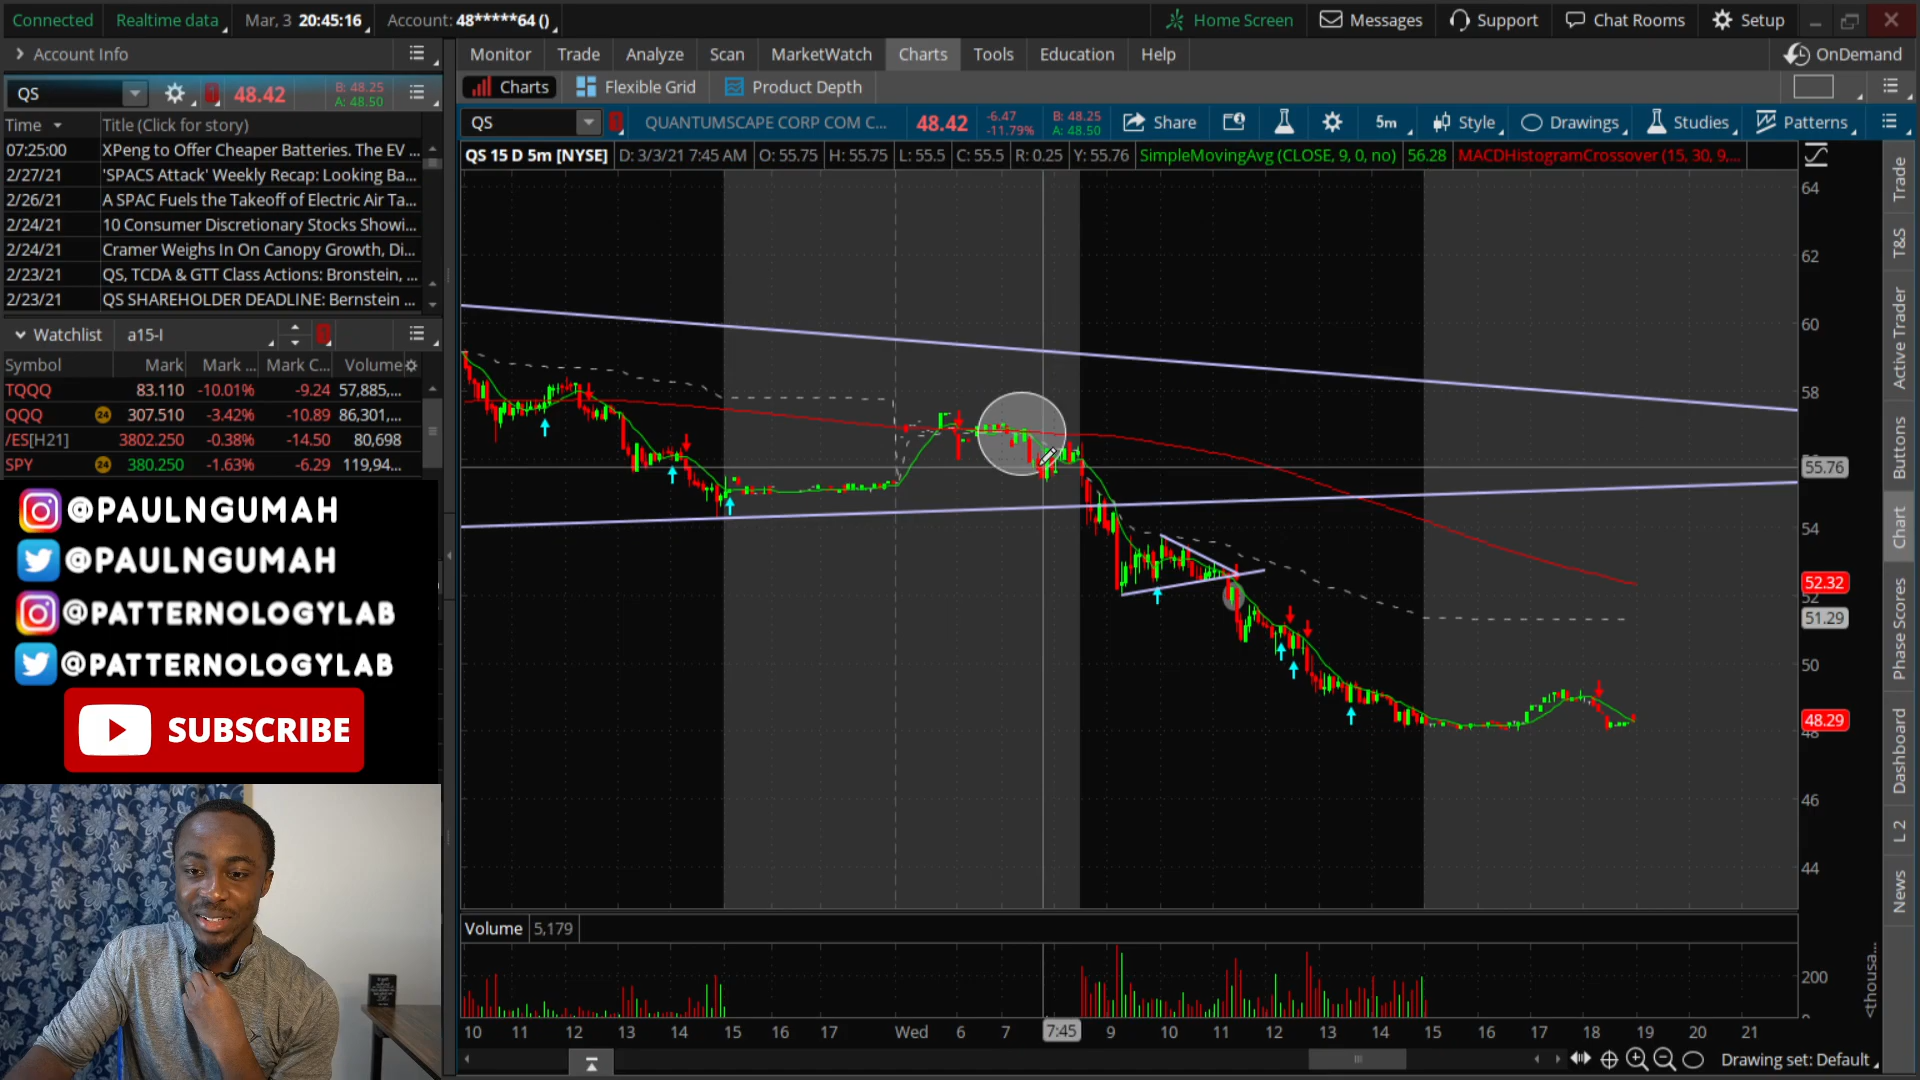 Connected Realtime data Mar, 3 20:45:16 Account: 48*****64 () Home Screen Messages Support Chat Rooms Setup
Account Info Monitor Trade Analyze Scan MarketWatch Charts Tools Education Help OnDemand
Charts Flexible Grid Product Depth
QS 48.42 B: 48.25 A: 48.50
QS QUANTUMSCAPE CORP COM C... 48.42 -6.47 -11.79% B: 48.25 A: 48.50 Share 5m Style Drawings Studies Patterns
Time Title (Click for story)
07:25:00 XPeng to Offer Cheaper Batteries. The EV ...
2/27/21 'SPACS Attack' Weekly Recap: Looking Ba...
2/26/21 A SPAC Fuels the Takeoff of Electric Air Ta...
2/24/21 10 Consumer Discretionary Stocks Showi...
2/24/21 Cramer Weighs In On Canopy Growth, Di...
2/23/21 QS, TCDA & GTT Class Actions: Bronstein, ...
2/23/21 QS SHAREHOLDER DEADLINE: Bernstein ...
Watchlist a15-I
Symbol Mark Mark ... Mark C... Volume
TQQQ 83.110 -10.01% -9.24 57,885,...
QQQ 24 307.510 -3.42% -10.89 86,301,...
/ES[H21] 3802.250 -0.38% -14.50 80,698
SPY 24 380.250 -1.63% -6.29 119,94...
@PAULNGUMAH
@PAULNGUMAH
@PATTERNOLOGYLAB
@PATTERNOLOGYLAB
SUBSCRIBE
QS 15 D 5m [NYSE] D: 3/3/21 7:45 AM O: 55.75 H: 55.75 L: 55.5 C: 55.5 R: 0.25 Y: 55.76 SimpleMovingAvg (CLOSE, 9, 0, no) 56.28 MACDHistogramCrossover (15, 30, 9,...
64
62
60
58
55.76
54
52.32
52
51.29
50
48.29
48
46
44
Volume 5,179
200
<thousa...
10 11 12 13 14 15 16 17 Wed 6 7 7:45 9 10 11 12 13 14 15 16 17 18 19 20 21
Drawing set: Default
Trade
T&S
Active Trader
Buttons
Chart
Phase Scores
Dashboard
L 2
News